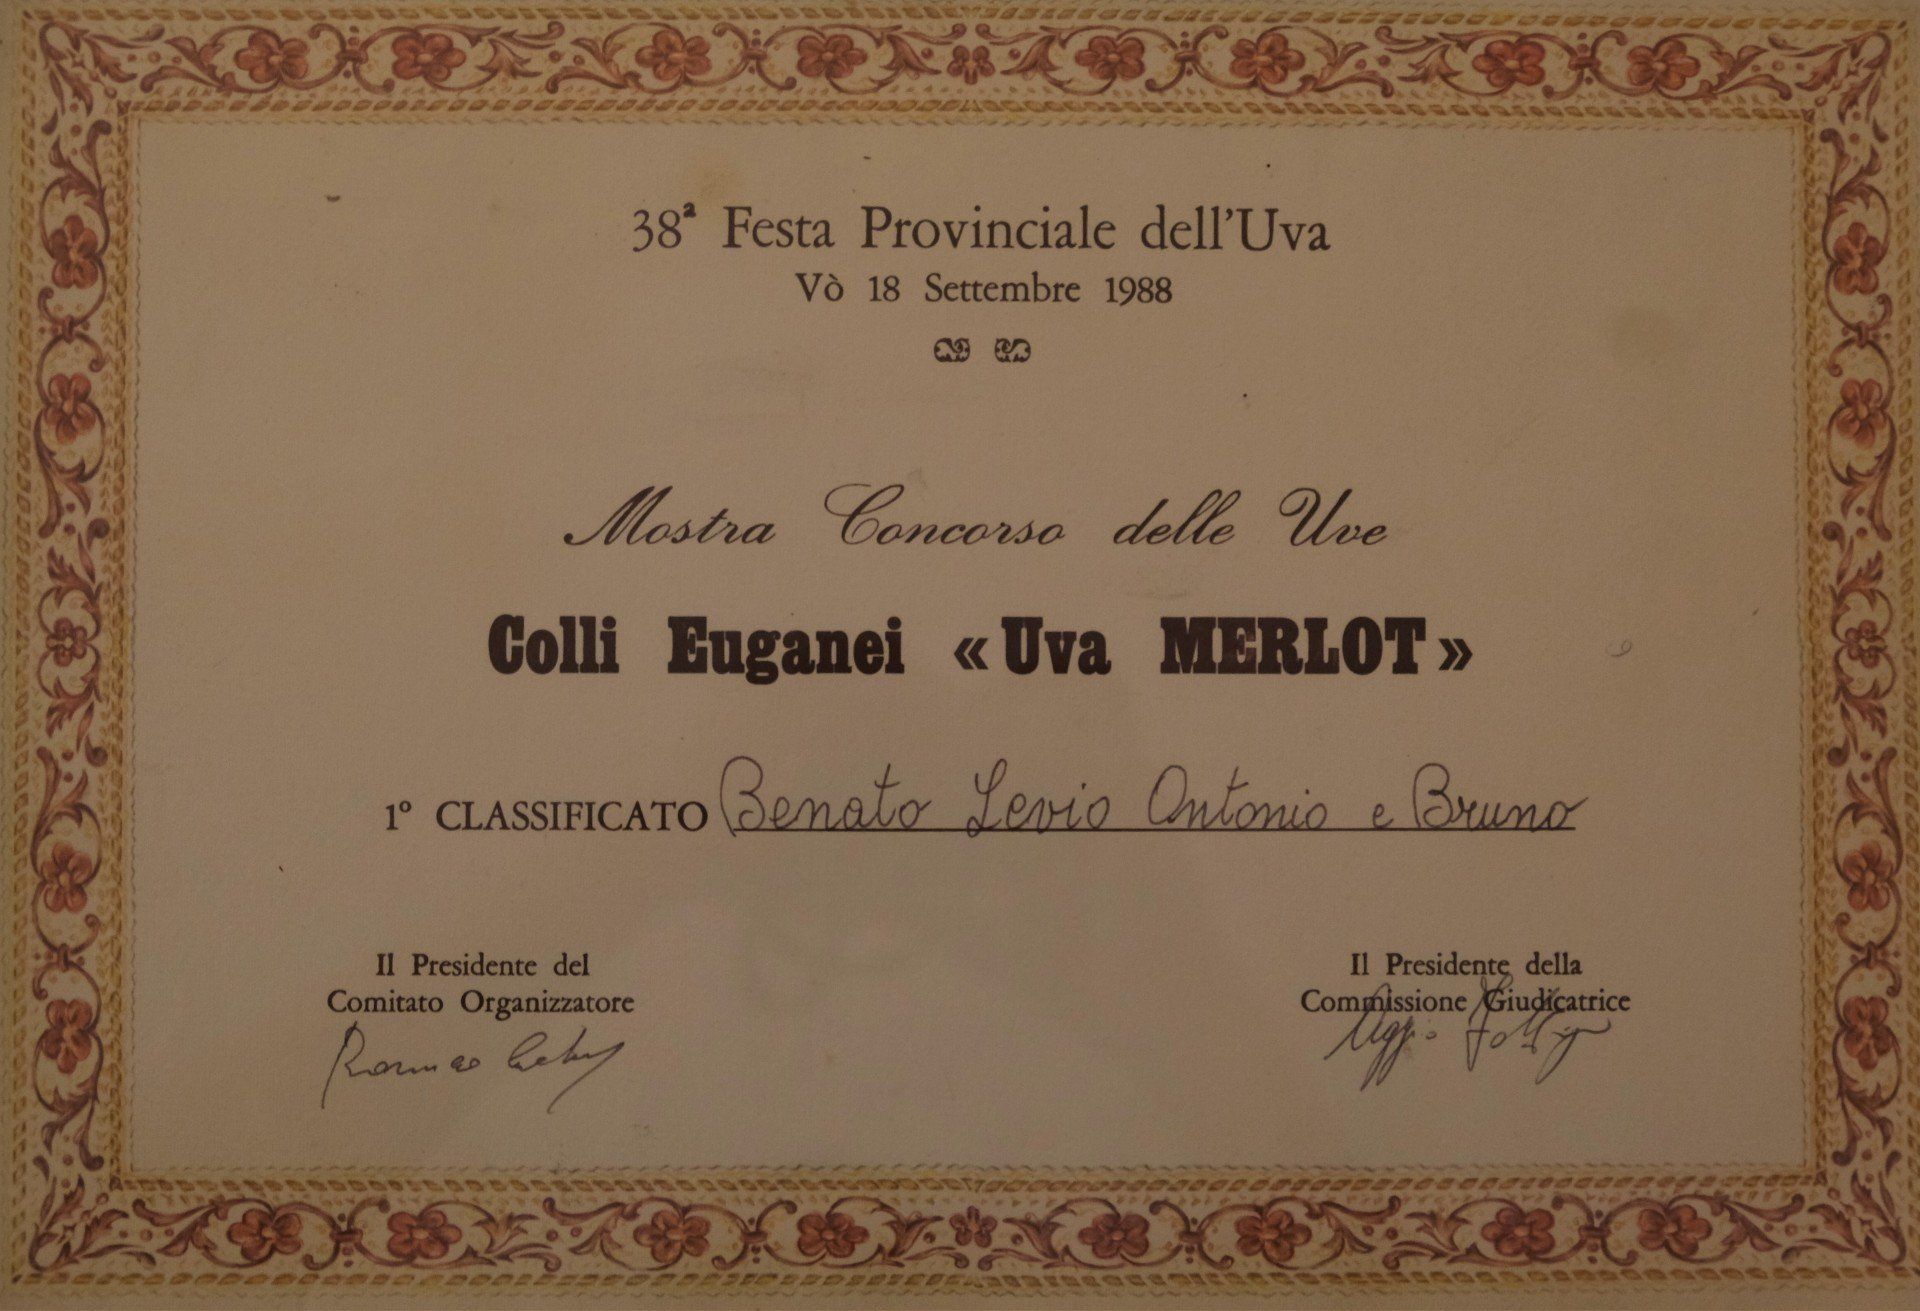 38ª Festa Provinciale dell'Uva
Vò 18 Settembre 1988
Mostra Concorso delle Uve
Colli Euganei «Uva MERLOT»
1º CLASSIFICATO Benato Levio Antonio e Bruno
Il Presidente del
Comitato Organizzatore
Il Presidente della
Commissione Giudicatrice